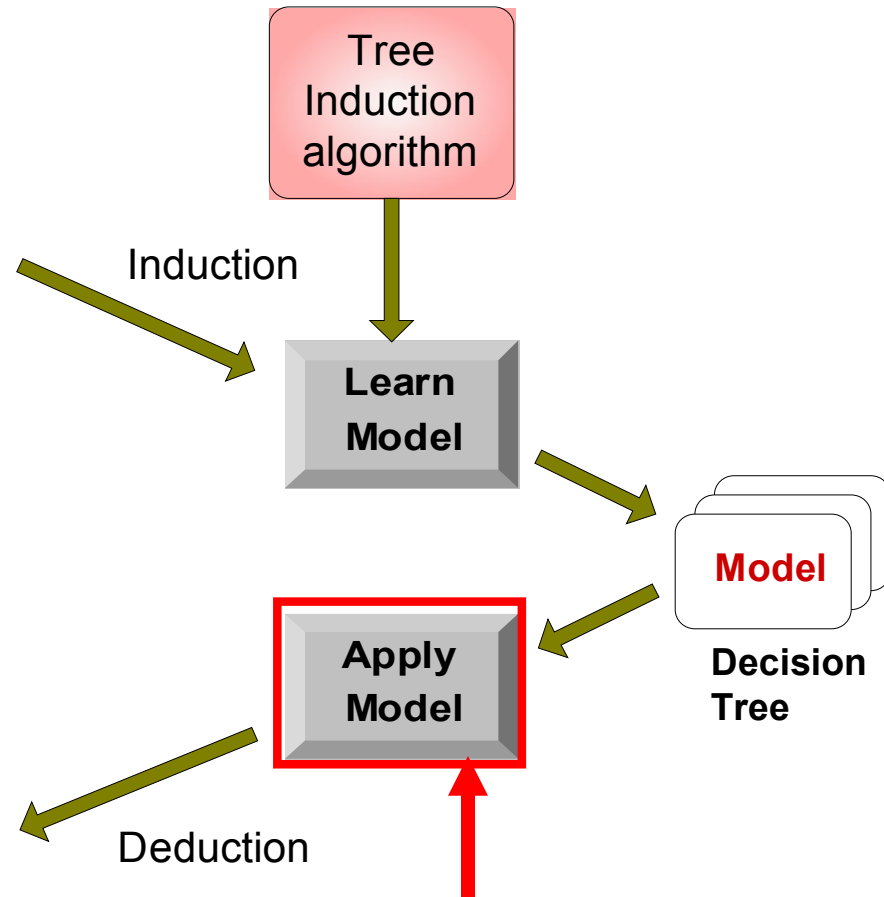 Tree
Induction
algorithm
Induction
Learn
Model
Model
Decision
Tree
Apply
Model
Deduction